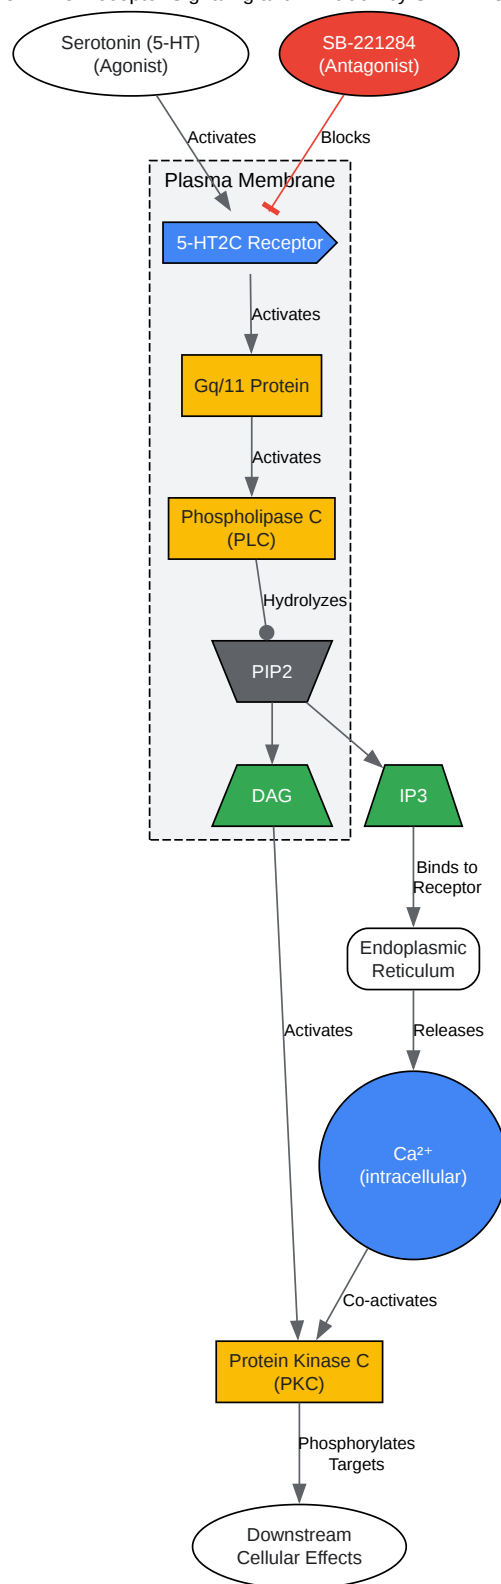 Serotonin (5-HT)
(Agonist)
SB-221284
(Antagonist)
Activates
Blocks
Plasma Membrane
5-HT2C Receptor
Activates
Gq/11 Protein
Activates
Phospholipase C
(PLC)
Hydrolyzes
PIP2
DAG
IP3
Binds to
Receptor
Endoplasmic
Reticulum
Activates
Releases
Ca²⁺
(intracellular)
Co-activates
Protein Kinase C
(PKC)
Phosphorylates
Targets
Downstream
Cellular Effects